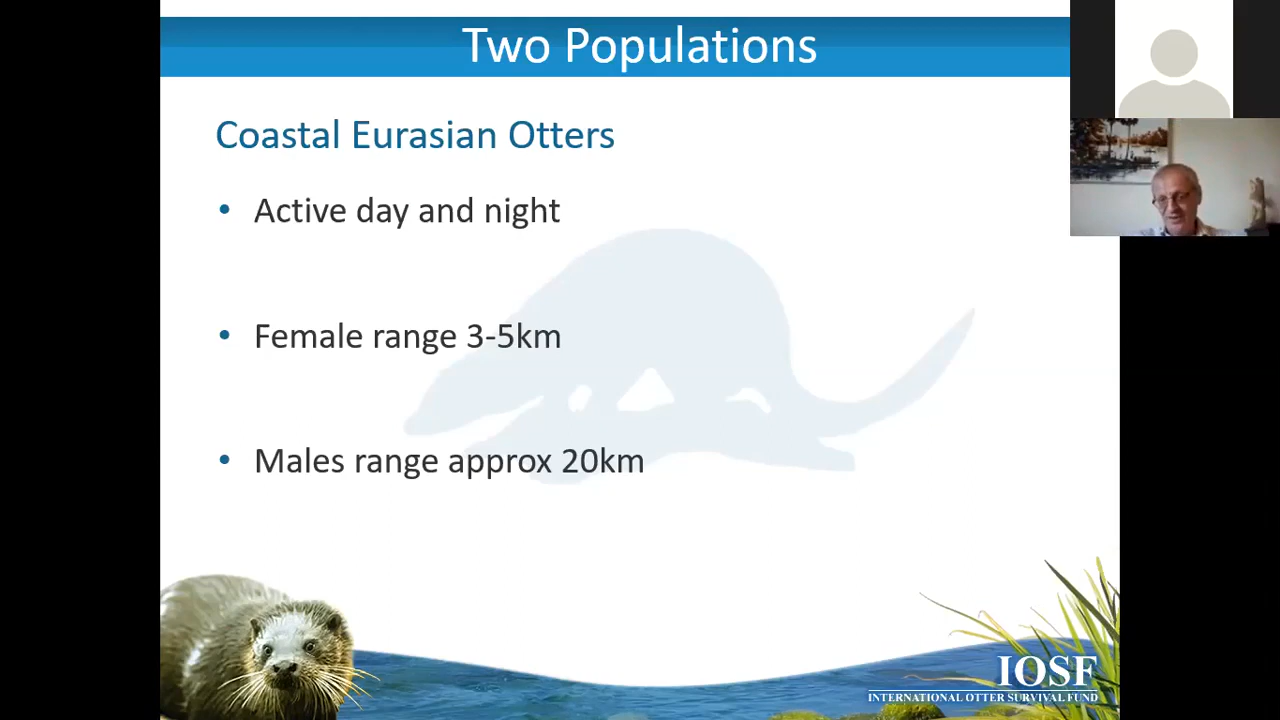 Two Populations
Coastal Eurasian Otters
• Active day and night
• Female range 3-5km
• Males range approx 20km
IOSF
INTERNATIONAL OTTER SURVIVAL FUND